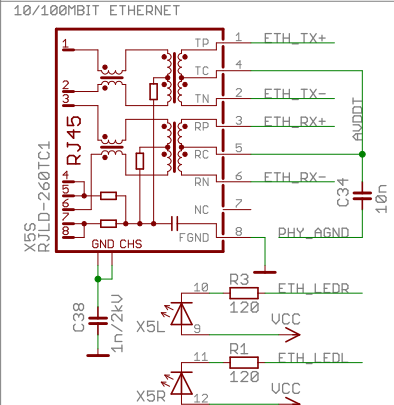 10/100MBIT ETHERNET
1 TP 1 ETH_TX+
TC 4
2 TN 2 ETH_TX-
3 RP 3 ETH_RX+
RC 5
4 RN 6 ETH_RX-
5
6 NC 7
7
8 FGND 8 PHY_AGND
RJ45
X5S
RJLD-260TC1
GND CHS
AVDDT
C34
10n
C38
1n/2kV
10 R3 ETH_LEDR
120
X5L 9 VCC
11 R1 ETH_LEDL
120
X5R 12 VCC